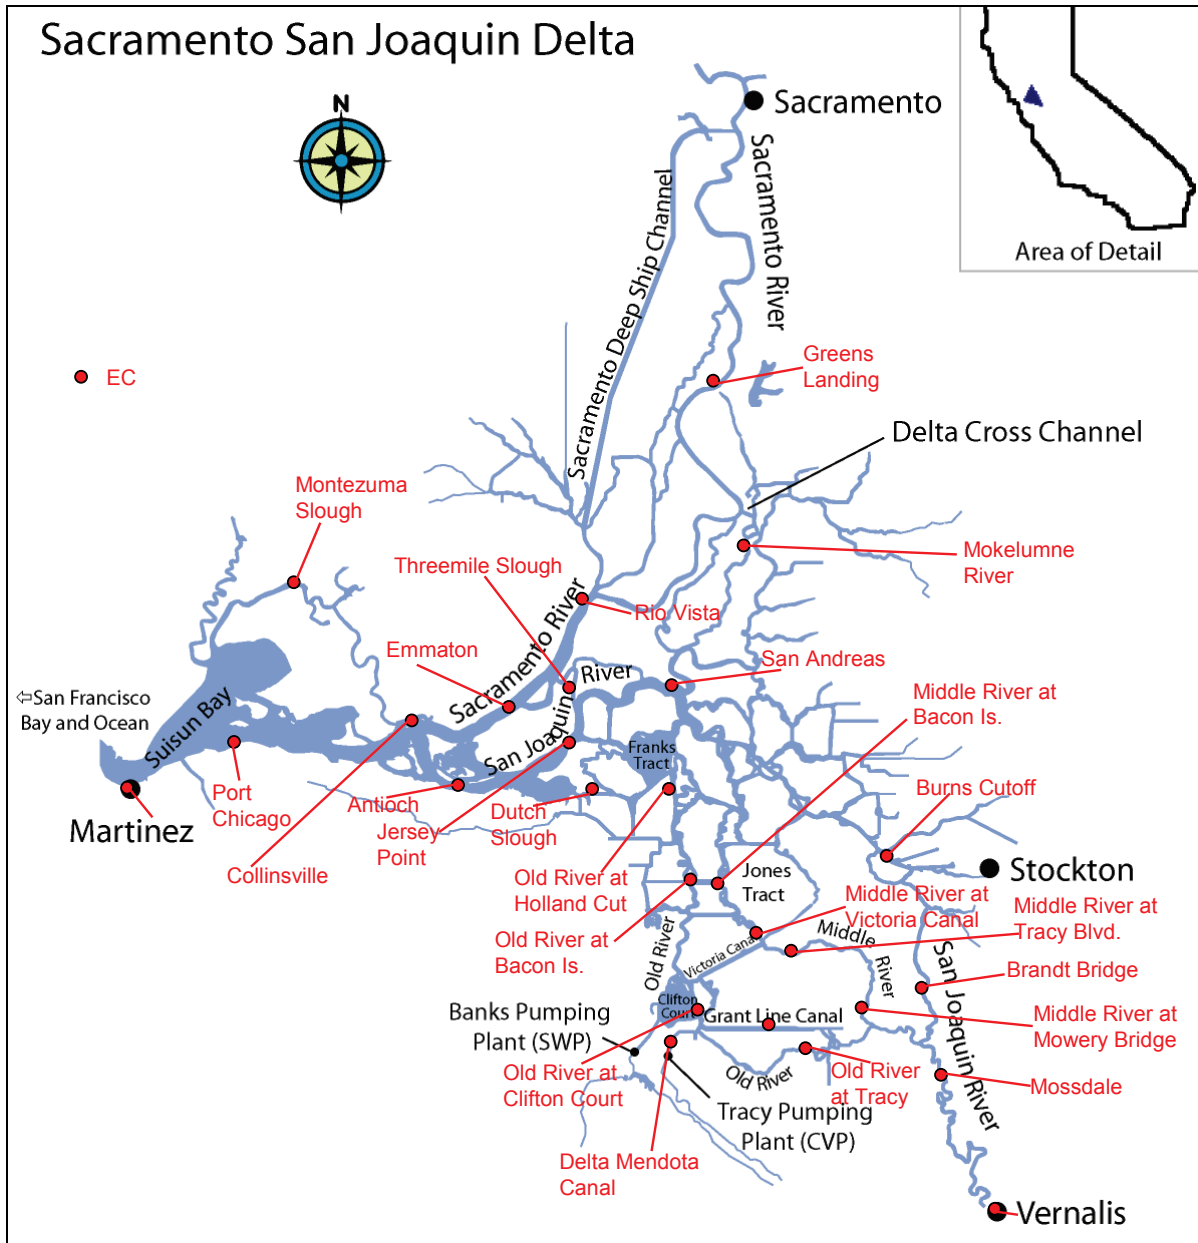 Sacramento San Joaquin Delta
N
Sacramento
Area of Detail
Sacramento River
Sacramento Deep Ship Channel
EC
Greens
Landing
Delta Cross Channel
Montezuma
Slough
Threemile Slough
Mokelumne
River
Rio Vista
Emmaton
Sacramento River
River
San Andreas
Middle River at
Bacon Is.
⇦San Francisco
Bay and Ocean
Suisun Bay
San Joaquin
Franks
Tract
Port
Chicago
Antioch
Jersey
Point
Dutch
Slough
Burns Cutoff
Martinez
Collinsville
Old River at
Holland Cut
Jones
Tract
Stockton
Middle River at
Victoria Canal
Middle River at
Tracy Blvd.
Old River at
Bacon Is.
Old River
Victoria Canal
Middle
River
San Joaquin River
Brandt Bridge
Clifton
Court
Banks Pumping
Plant (SWP)
Grant Line Canal
Middle River at
Mowery Bridge
Old River at
Clifton Court
Old River
Old River
at Tracy
Mossdale
Tracy Pumping
Plant (CVP)
Delta Mendota
Canal
Vernalis